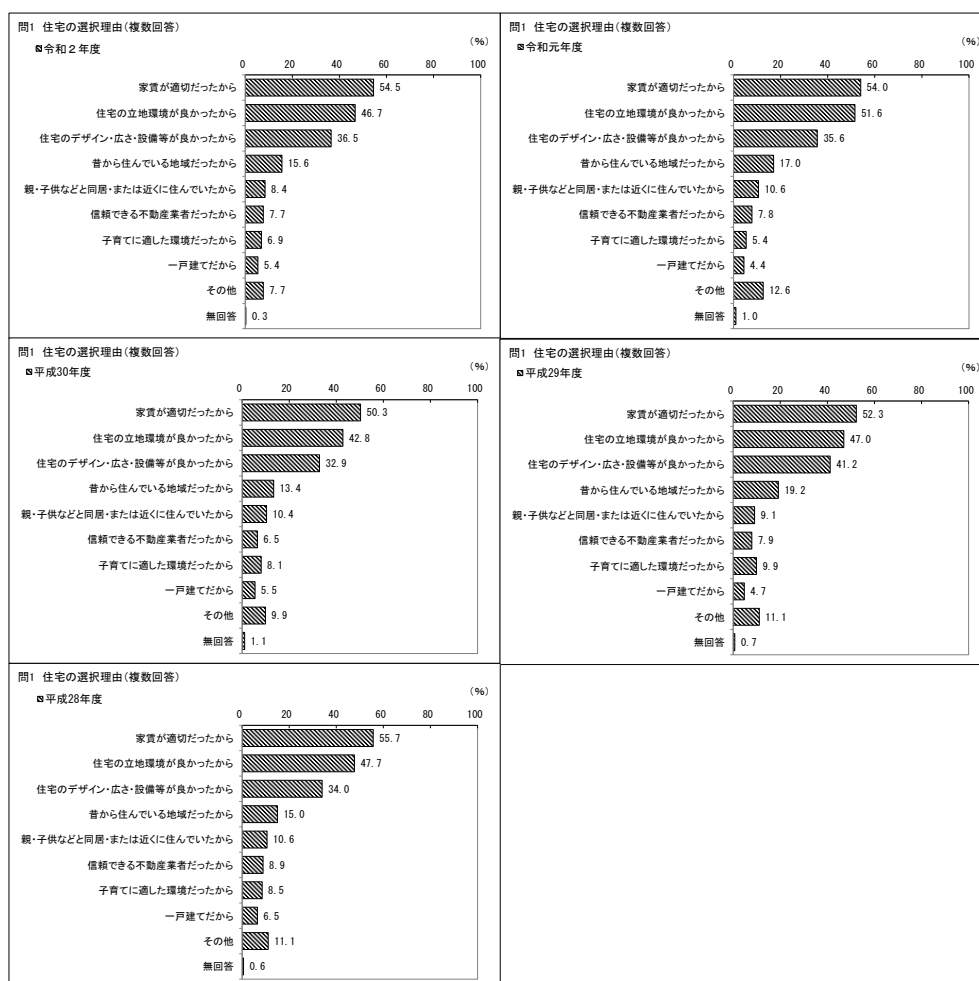 問1 住宅の選択理由(複数回答)
(%)
令和2年度
0 20 40 60 80 100
家賃が適切だったから 54.5
住宅の立地環境が良かったから 46.7
住宅のデザイン・広さ・設備等が良かったから 36.5
昔から住んでいる地域だったから 15.6
親・子供などと同居・または近くに住んでいたから 8.4
信頼できる不動産業者だったから 7.7
子育てに適した環境だったから 6.9
一戸建てだから 5.4
その他 7.7
無回答 0.3
問1 住宅の選択理由(複数回答)
(%)
令和元年度
0 20 40 60 80 100
家賃が適切だったから 54.0
住宅の立地環境が良かったから 51.6
住宅のデザイン・広さ・設備等が良かったから 35.6
昔から住んでいる地域だったから 17.0
親・子供などと同居・または近くに住んでいたから 10.6
信頼できる不動産業者だったから 7.8
子育てに適した環境だったから 5.4
一戸建てだから 4.4
その他 12.6
無回答 1.0
問1 住宅の選択理由(複数回答)
(%)
平成30年度
0 20 40 60 80 100
家賃が適切だったから 50.3
住宅の立地環境が良かったから 42.8
住宅のデザイン・広さ・設備等が良かったから 32.9
昔から住んでいる地域だったから 13.4
親・子供などと同居・または近くに住んでいたから 10.4
信頼できる不動産業者だったから 6.5
子育てに適した環境だったから 8.1
一戸建てだから 5.5
その他 9.9
無回答 1.1
問1 住宅の選択理由(複数回答)
(%)
平成29年度
0 20 40 60 80 100
家賃が適切だったから 52.3
住宅の立地環境が良かったから 47.0
住宅のデザイン・広さ・設備等が良かったから 41.2
昔から住んでいる地域だったから 19.2
親・子供などと同居・または近くに住んでいたから 9.1
信頼できる不動産業者だったから 7.9
子育てに適した環境だったから 9.9
一戸建てだから 4.7
その他 11.1
無回答 0.7
問1 住宅の選択理由(複数回答)
(%)
平成28年度
0 20 40 60 80 100
家賃が適切だったから 55.7
住宅の立地環境が良かったから 47.7
住宅のデザイン・広さ・設備等が良かったから 34.0
昔から住んでいる地域だったから 15.0
親・子供などと同居・または近くに住んでいたから 10.6
信頼できる不動産業者だったから 8.9
子育てに適した環境だったから 8.5
一戸建てだから 6.5
その他 11.1
無回答 0.6